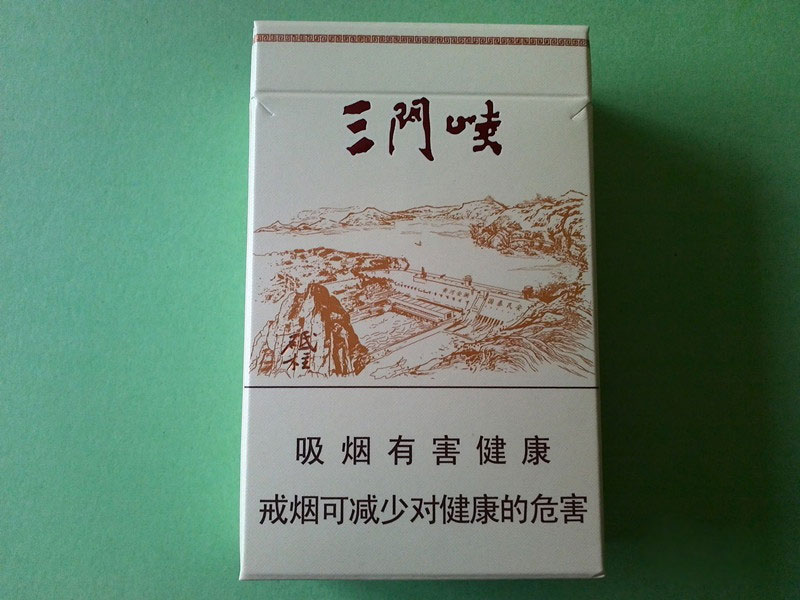 三门峡
砥柱
吸烟有害健康
戒烟可减少对健康的危害